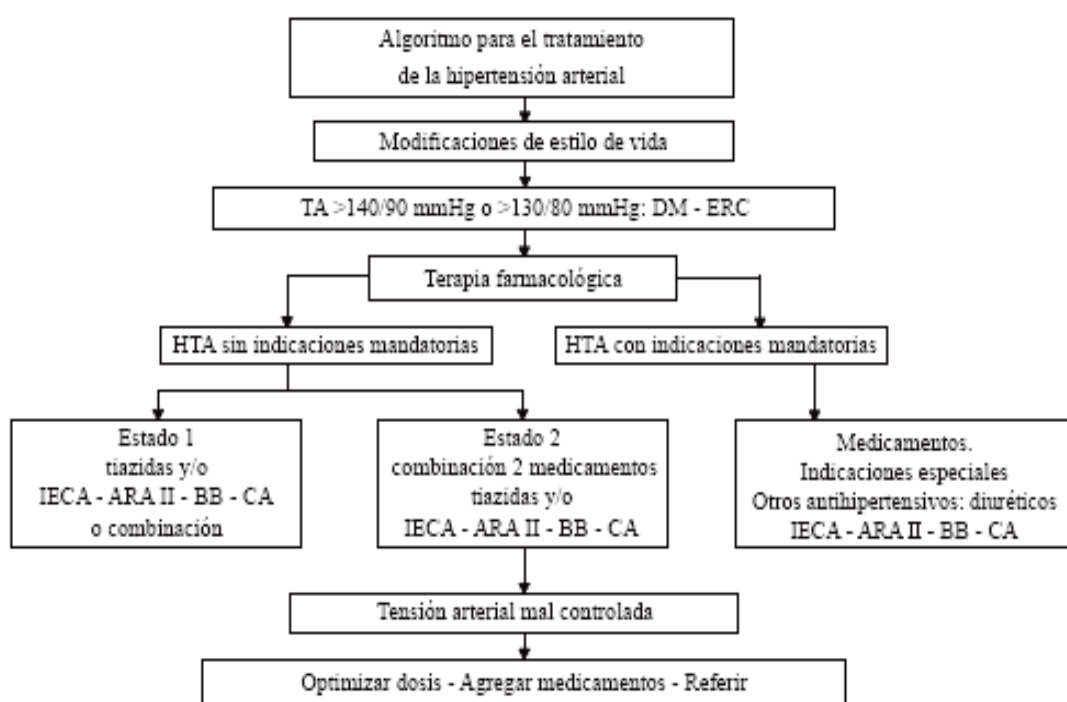 Algoritmo para el tratamiento
de la hipertensión arterial
Modificaciones de estilo de vida
TA >140/90 mmHg o >130/80 mmHg: DM - ERC
Terapia farmacológica
HTA sin indicaciones mandatorias
HTA con indicaciones mandatorias
Estado 1
tiazidas y/o
IECA - ARA II - BB - CA
o combinación
Estado 2
combinación 2 medicamentos
tiazidas y/o
IECA - ARA II - BB - CA
Medicamentos.
Indicaciones especiales
Otros antihipertensivos: diuréticos
IECA - ARA II - BB - CA
Tensión arterial mal controlada
Optimizar dosis - Agregar medicamentos - Referir